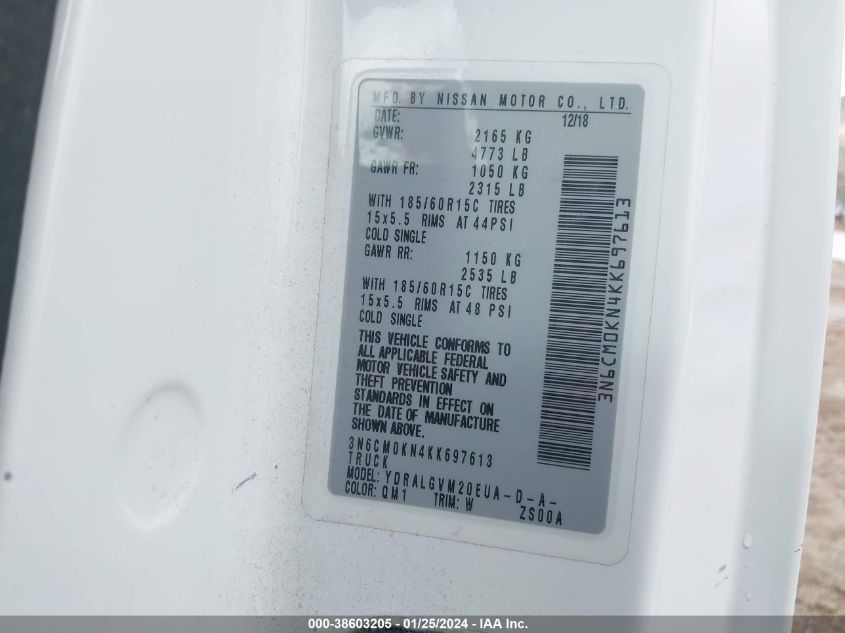 MFD. BY NISSAN MOTOR CO., LTD.
DATE: 12/18
GVWR: 2165 KG
4773 LB
GAWR FR: 1050 KG
2315 LB
WITH 185/60R15C TIRES
15x5.5 RIMS AT 44PSI
COLD SINGLE
GAWR RR: 1150 KG
2535 LB
WITH 185/60R15C TIRES
15x5.5 RIMS AT 48 PSI
COLD SINGLE
THIS VEHICLE CONFORMS TO
ALL APPLICABLE FEDERAL
MOTOR VEHICLE SAFETY AND
THEFT PREVENTION
STANDARDS IN EFFECT ON
THE DATE OF MANUFACTURE
SHOWN ABOVE.
3N6CM0KN4KK697613
TRUCK
MODEL: YDRALGVM20EUA-D-A-
COLOR: QM1 TRIM: W ZS00A
3N6CM0KN4KK697613
000-38603205 - 01/25/2024 - IAA Inc.